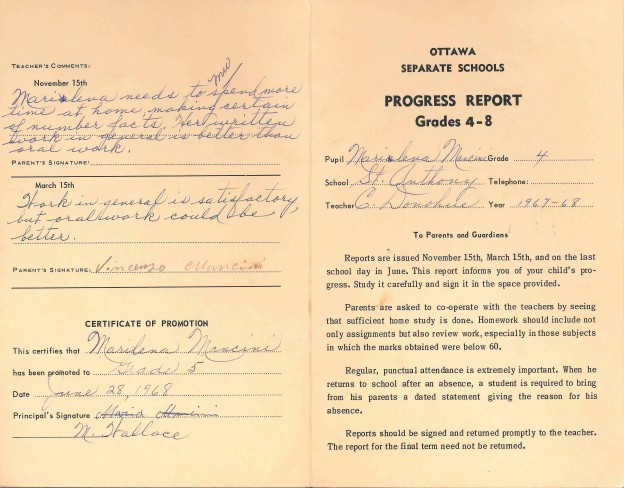 TEACHER'S COMMENTS:
November 15th
mw
Marilena needs to spend more
time at home, making certain
of number facts. Her written
work in general is better than
oral work.
PARENT'S SIGNATURE:
March 15th
Work in general is satisfactory
but oral work could be
better.
PARENT'S SIGNATURE: Vincenzo Mancini
CERTIFICATE OF PROMOTION
This certifies that Marilena Mancini
has been promoted to Grade 5
Date June 28, 1968
Principal's Signature Maria Mancini
M. Wallace
OTTAWA
SEPARATE SCHOOLS
PROGRESS REPORT
Grades 4-8
Pupil Marilena Mancini Grade 4
School St. Anthony Telephone:
Teacher C. Donohue Year 1967-68
To Parents and Guardians
Reports are issued November 15th, March 15th, and on the last
school day in June. This report informs you of your child's pro-
gress. Study it carefully and sign it in the space provided.
Parents are asked to co-operate with the teachers by seeing
that sufficient home study is done. Homework should include not
only assignments but also review work, especially in those subjects
in which the marks obtained were below 60.
Regular, punctual attendance is extremely important. When he
returns to school after an absence, a student is required to bring
from his parents a dated statement giving the reason for his
absence.
Reports should be signed and returned promptly to the teacher.
The report for the final term need not be returned.